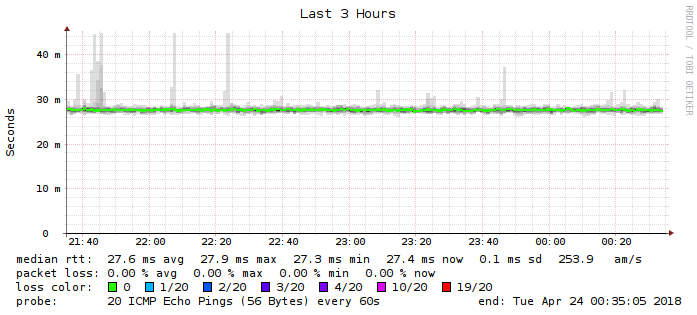 Last 3 Hours
RRDTOOL / TOBI OETIKER
Seconds
40 m
30 m
20 m
10 m
0
21:40 22:00 22:20 22:40 23:00 23:20 23:40 00:00 00:20
median rtt: 27.6 ms avg 27.9 ms max 27.3 ms min 27.4 ms now 0.1 ms sd 253.9 am/s
packet loss: 0.00 % avg 0.00 % max 0.00 % min 0.00 % now
loss color: 0 1/20 2/20 3/20 4/20 10/20 19/20
probe: 20 ICMP Echo Pings (56 Bytes) every 60s end: Tue Apr 24 00:35:05 2018